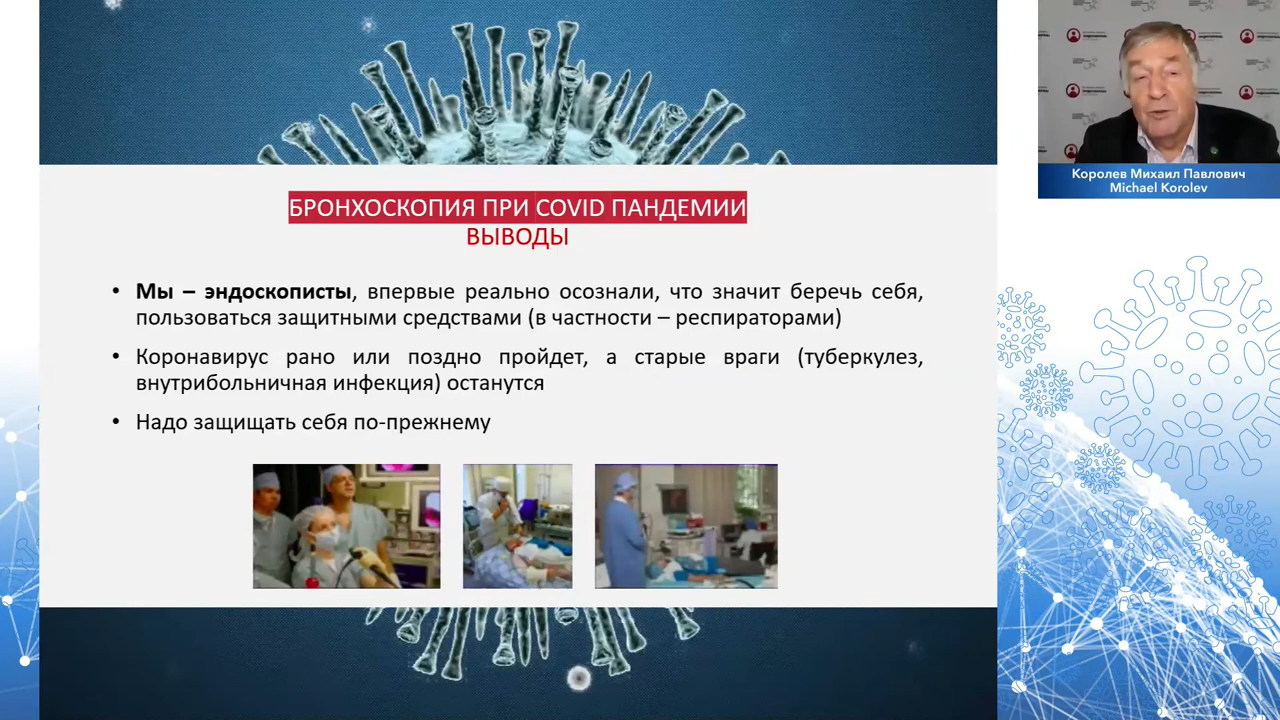 БРОНХОСКОПИЯ ПРИ COVID ПАНДЕМИИ
ВЫВОДЫ
• Мы – эндоскописты, впервые реально осознали, что значит беречь себя,
пользоваться защитными средствами (в частности – респираторами)
• Коронавирус рано или поздно пройдет, а старые враги (туберкулез,
внутрибольничная инфекция) останутся
• Надо защищать себя по-прежнему
Королев Михаил Павлович
Michael Korolev